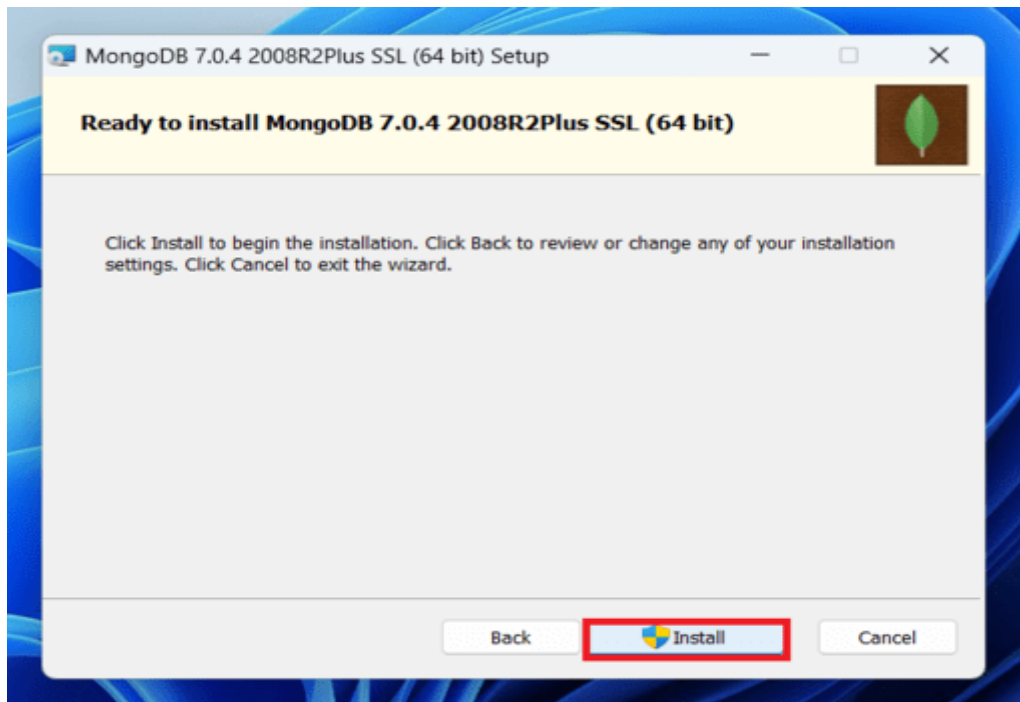 MongoDB 7.0.4 2008R2Plus SSL (64 bit) Setup
Ready to install MongoDB 7.0.4 2008R2Plus SSL (64 bit)
Click Install to begin the installation. Click Back to review or change any of your installation
settings. Click Cancel to exit the wizard.
Back Install Cancel